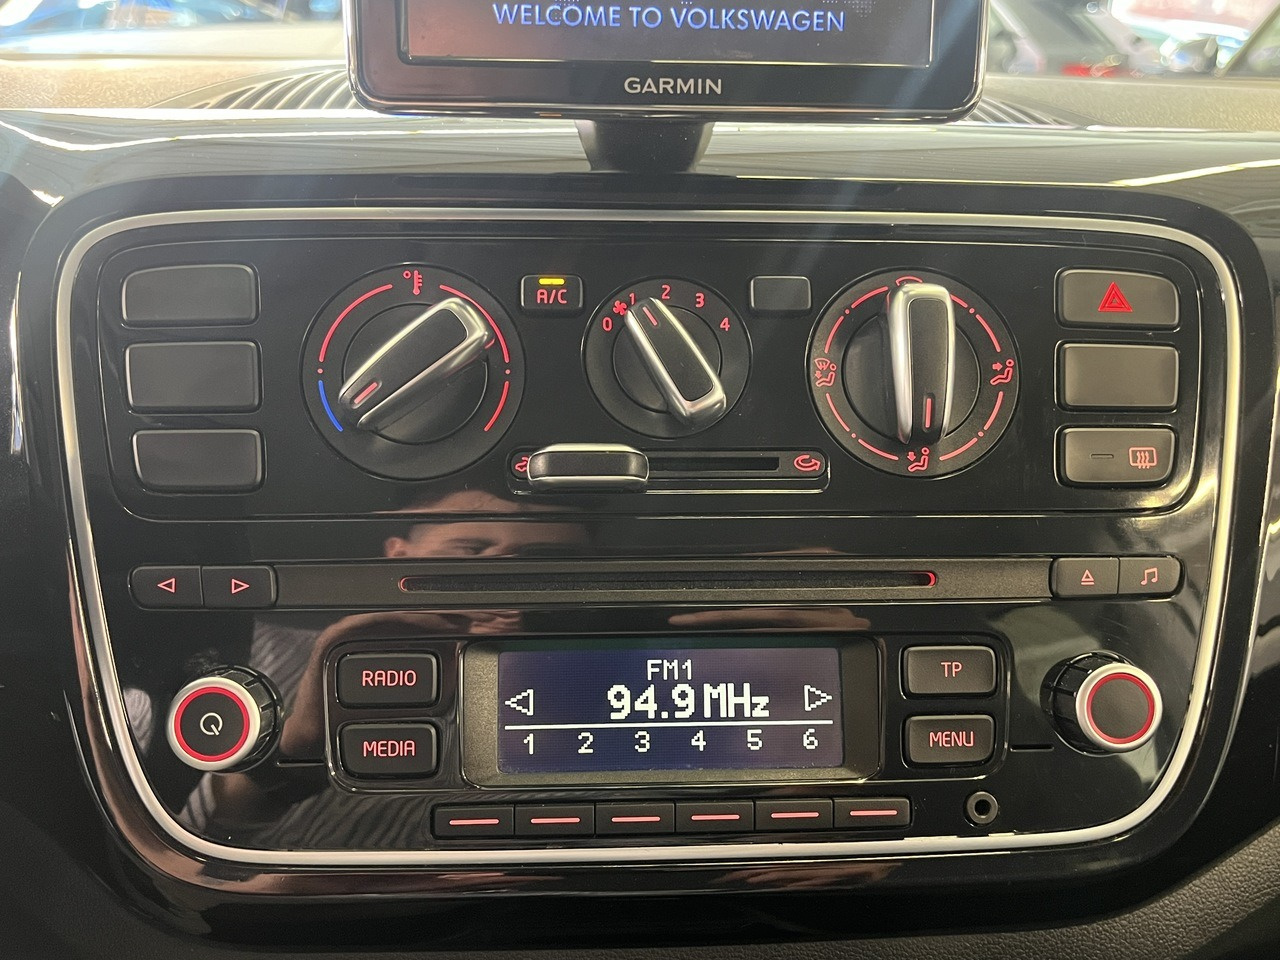 WELCOME TO VOLKSWAGEN
GARMIN
A/C
0 1 2 3 4
RADIO
MEDIA
FM1
94.9 MHz
1 2 3 4 5 6
TP
MENU